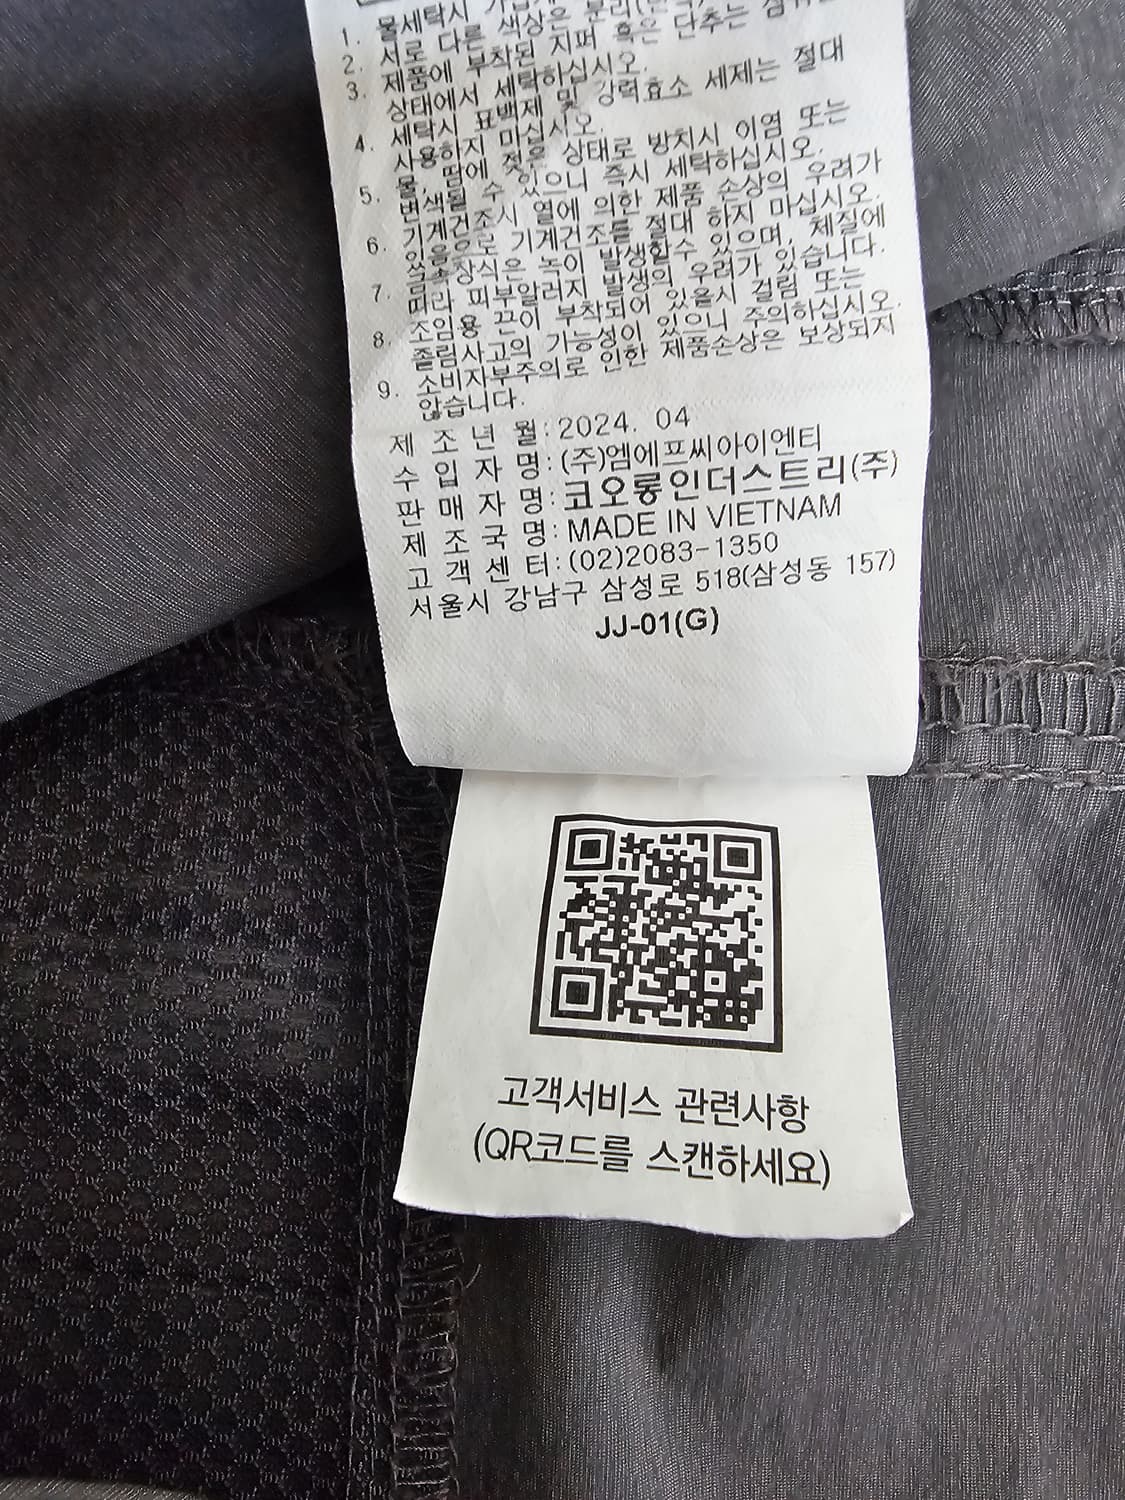 1. 물세탁시
서로 다른 색상은 분리
2. 제품에 부착된 지퍼 혹은 단추는
상태에서 세탁하십시오.
3. 세탁시 표백제 및 강력효소 세제는 절대
사용하지 마십시오.
4. 물, 땀에 젖은 상태로 방치시 이염 또는
변색될 수 있으니 즉시 세탁하십시오.
5. 기계건조시 열에 의한 제품 손상의 우려가
있음으로 기계건조를 절대 하지 마십시오.
6. 금속장식은 녹이 발생할수 있으며, 체질에
따라 피부알러지 발생의 우려가 있습니다.
7. 조임용 끈이 부착되어 있을시 걸림 또는
졸림사고의 가능성이 있으니 주의하십시오.
8. 소비자부주의로 인한 제품손상은 보상되지
9. 않습니다.
제 조 년 월: 2024. 04
수 입 자 명: (주)엠에프씨아이엔티
판 매 자 명: 코오롱인더스트리(주)
제 조 국 명: MADE IN VIETNAM
고 객 센 터: (02)2083-1350
서울시 강남구 삼성로 518(삼성동 157)
JJ-01(G)
고객서비스 관련사항
(QR코드를 스캔하세요)